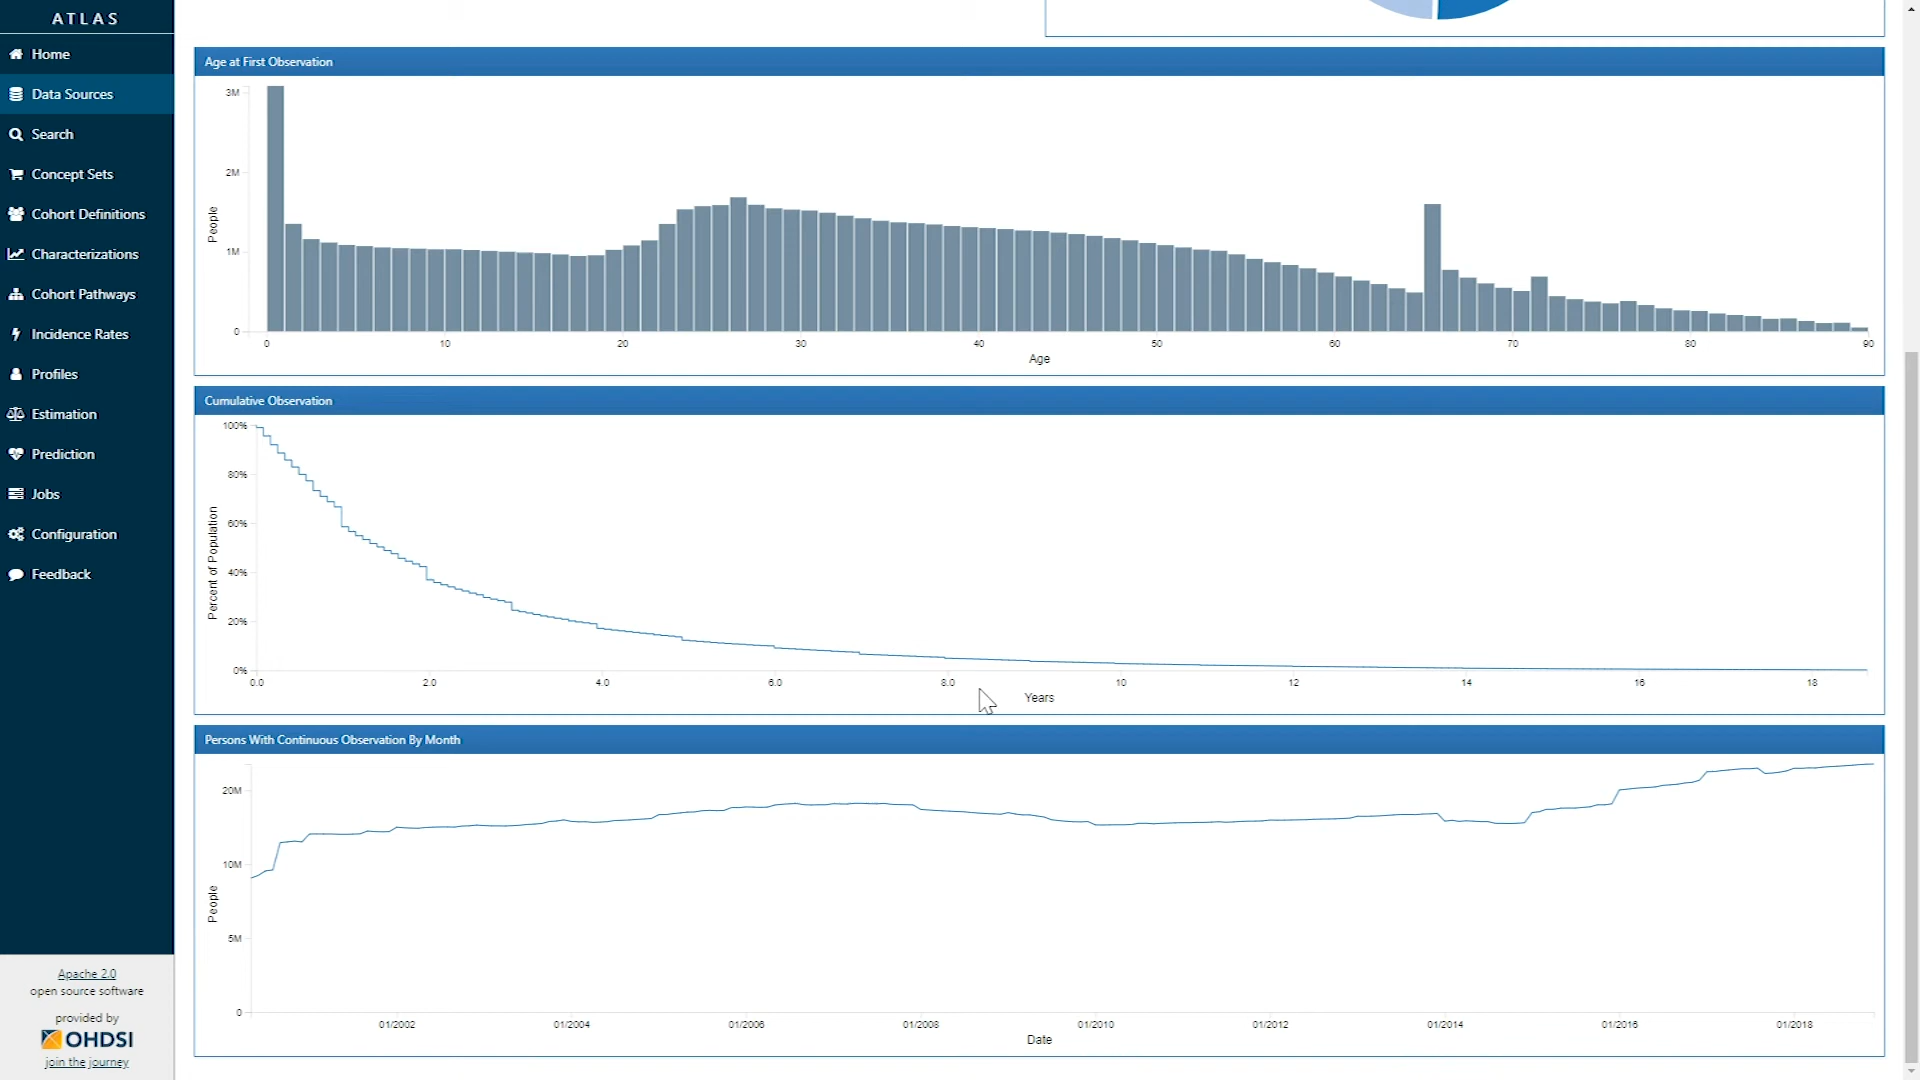 ATLAS
Home
Data Sources
Search
Concept Sets
Cohort Definitions
Characterizations
Cohort Pathways
Incidence Rates
Profiles
Estimation
Prediction
Jobs
Configuration
Feedback
Apache 2.0
open source software
provided by
OHDSI
join the journey
Age at First Observation
3M
2M
1M
0
People
0 10 20 30 40 50 60 70 80 90
Age
Cumulative Observation
100%
80%
60%
40%
20%
0%
Percent of Population
0.0 2.0 4.0 6.0 8.0 10 12 14 16 18
Years
Persons With Continuous Observation By Month
20M
10M
5M
0
People
01/2002 01/2004 01/2006 01/2008 01/2010 01/2012 01/2014 01/2016 01/2018
Date